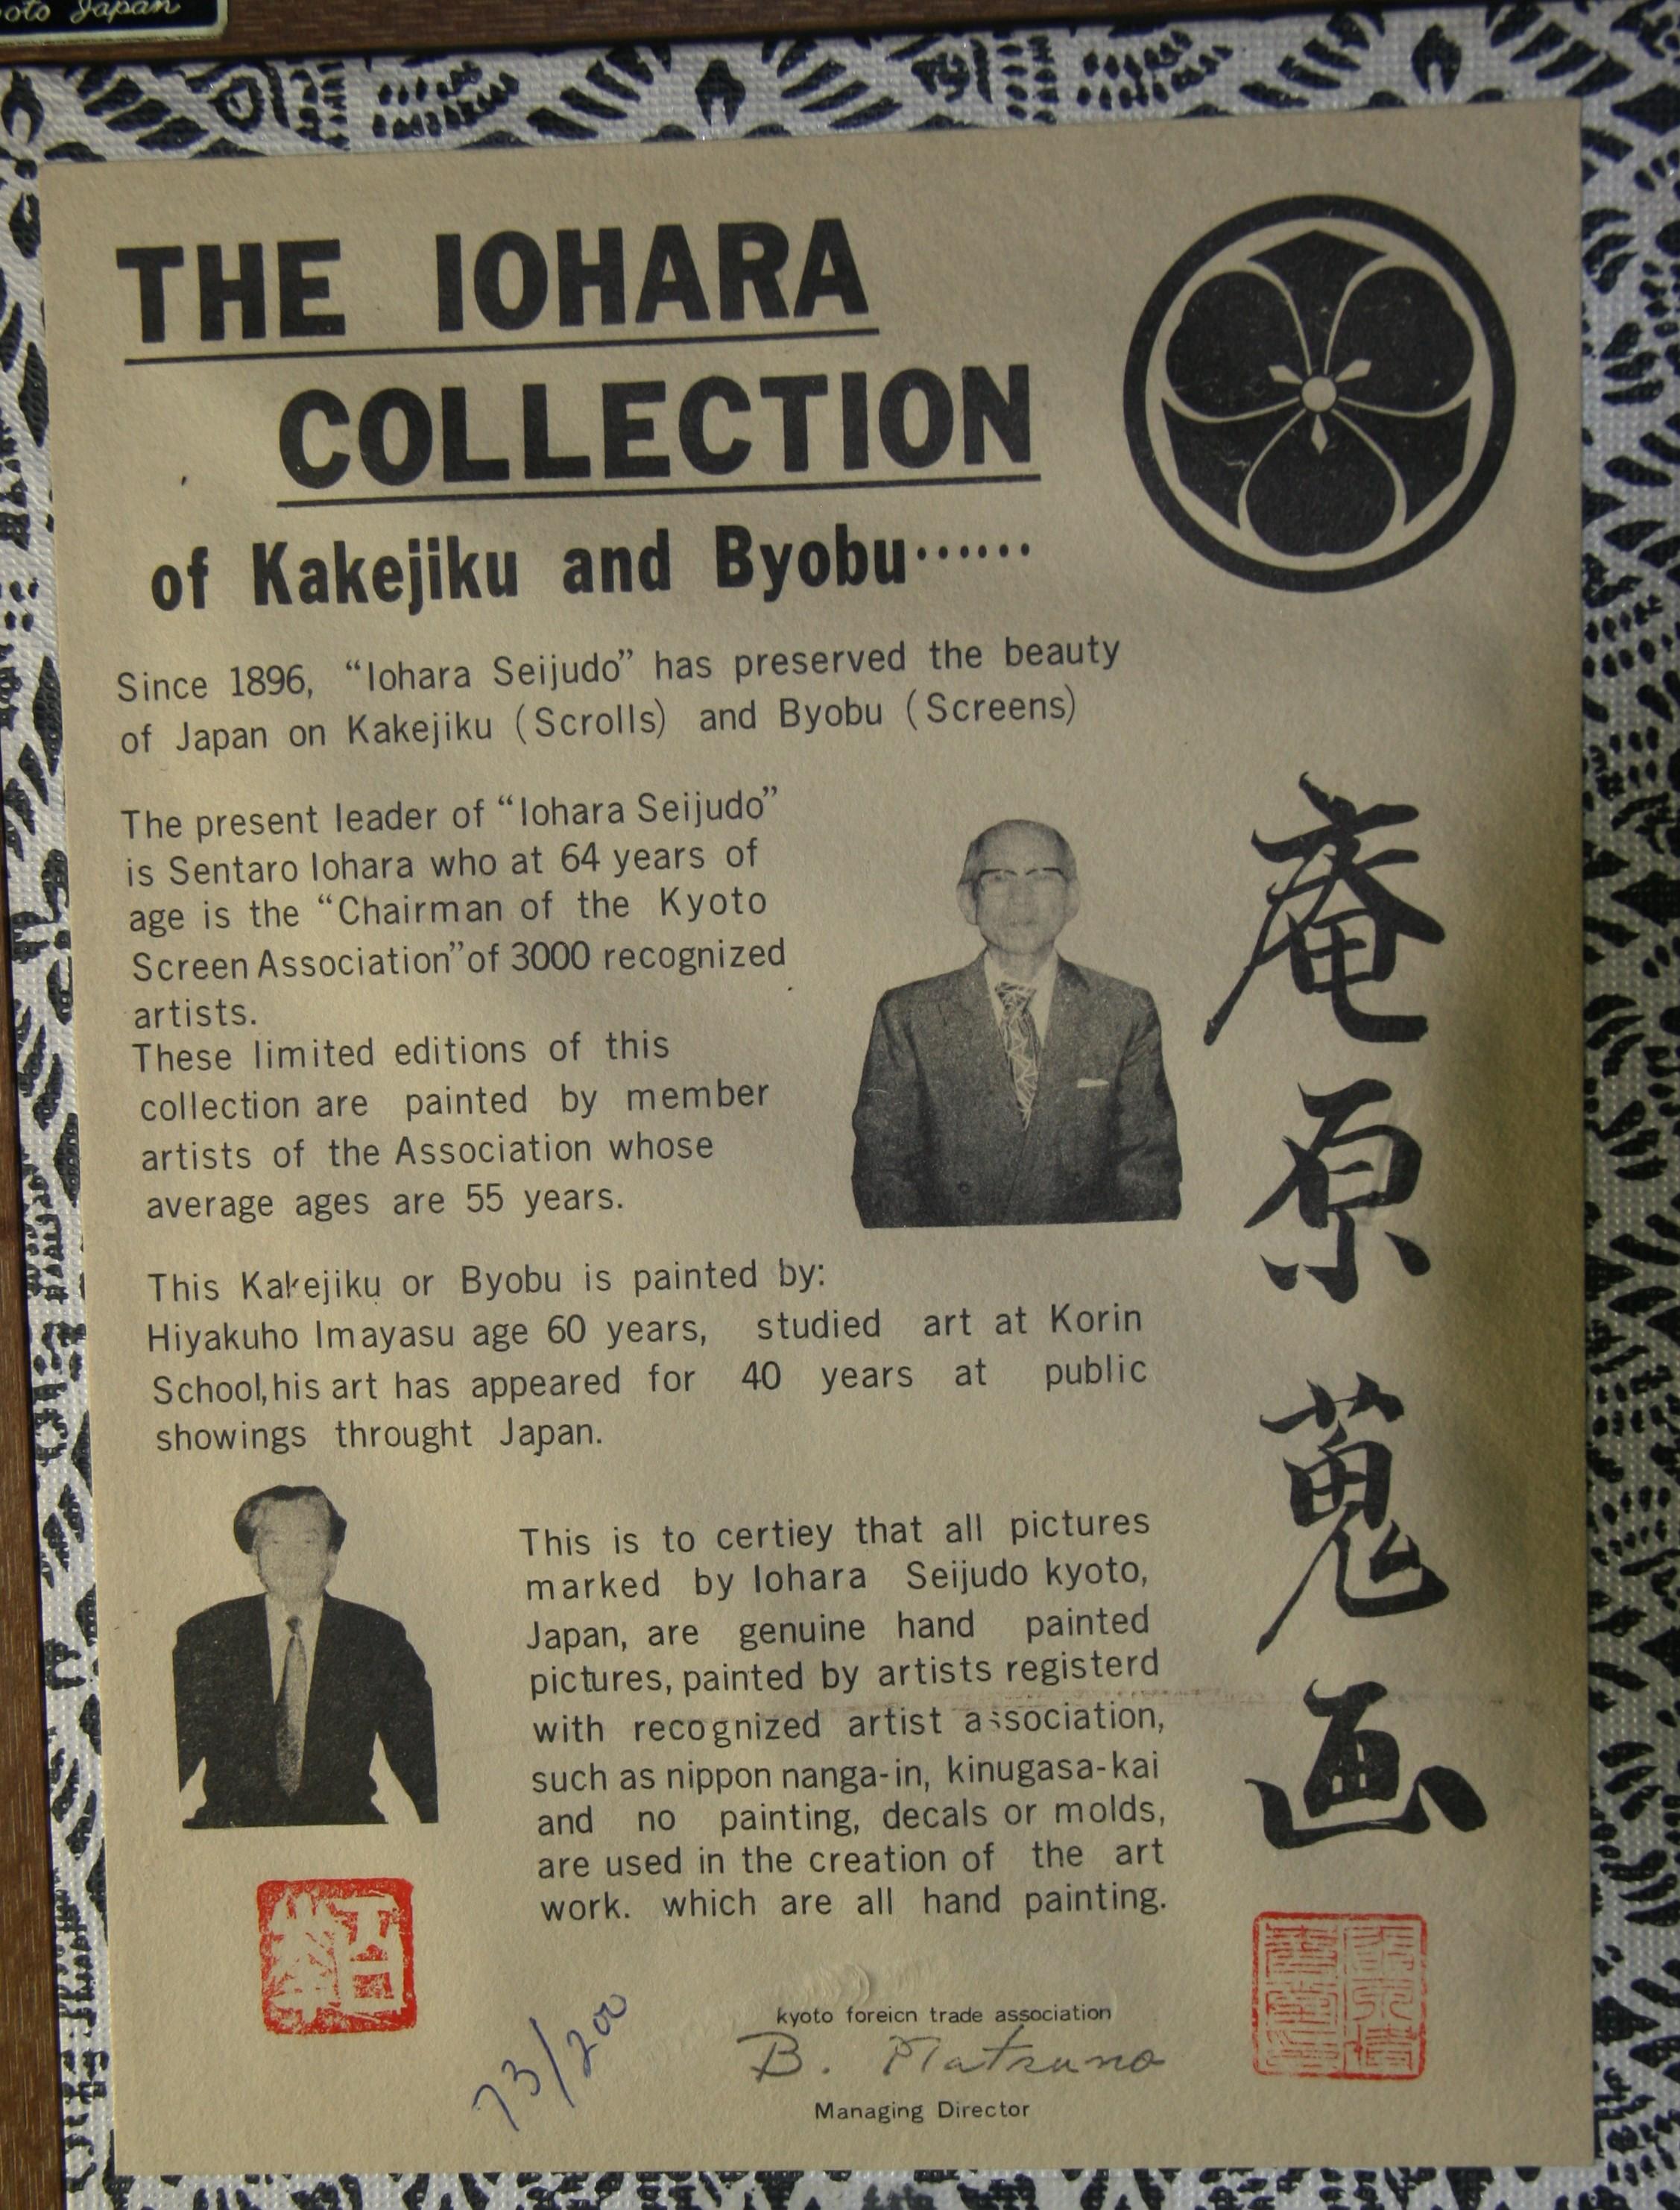 oto Japan
THE IOHARA
COLLECTION
of Kakejiku and Byobu······
Since 1896, “Iohara Seijudo” has preserved the beauty
of Japan on Kakejiku (Scrolls) and Byobu (Screens)
The present leader of “Iohara Seijudo”
is Sentaro Iohara who at 64 years of
age is the “Chairman of the Kyoto
Screen Association” of 3000 recognized
artists.
These limited editions of this
collection are painted by member
artists of the Association whose
average ages are 55 years.
This Kakejiku or Byobu is painted by:
Hiyakuho Imayasu age 60 years, studied art at Korin
School, his art has appeared for 40 years at public
showings throught Japan.
This is to certiey that all pictures
marked by Iohara Seijudo kyoto,
Japan, are genuine hand painted
pictures, painted by artists registerd
with recognized artist association,
such as nippon nanga-in, kinugasa-kai
and no painting, decals or molds,
are used in the creation of the art
work. which are all hand painting.
庵原蒐画
73/200
kyoto foreicn trade association
B. Matsuno
Managing Director